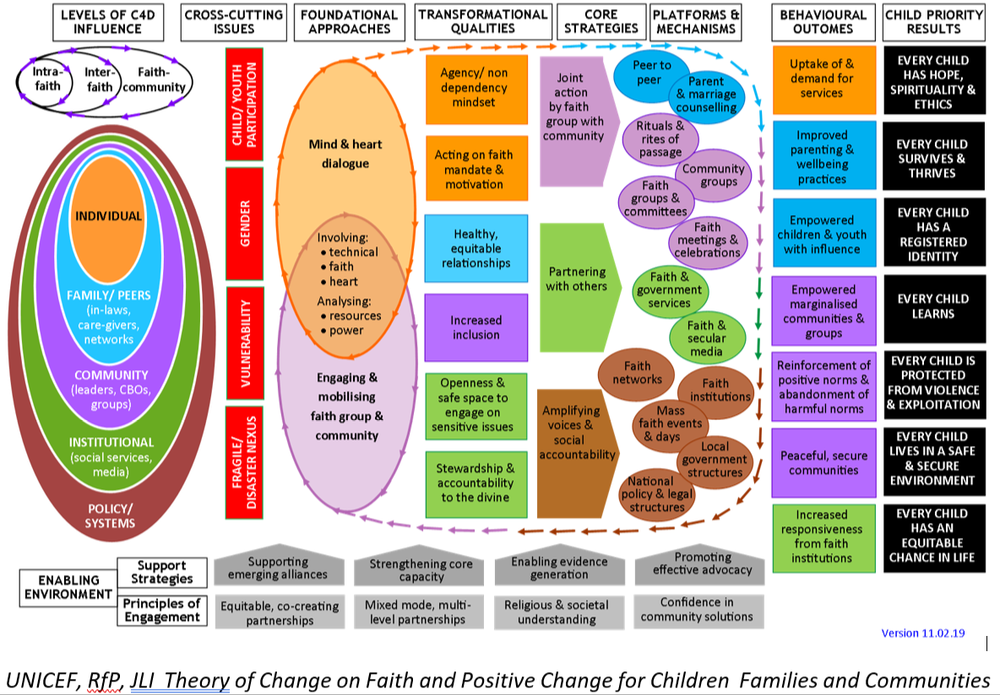 LEVELS OF C4D
INFLUENCE
CROSS-CUTTING
ISSUES
FOUNDATIONAL
APPROACHES
TRANSFORMATIONAL
QUALITIES
CORE
STRATEGIES
PLATFORMS &
MECHANISMS
BEHAVIOURAL
OUTCOMES
CHILD PRIORITY
RESULTS
Intra-
faith
Inter-
faith
Faith-
community
INDIVIDUAL
FAMILY/ PEERS
(in-laws,
care-givers,
networks
COMMUNITY
(leaders, CBOs,
groups)
INSTITUTIONAL
(social services,
media)
POLICY/
SYSTEMS
CHILD/ YOUTH
PARTICIPATION
GENDER
VULNERABILITY
FRAGILE/
DISASTER NEXUS
Mind & heart
dialogue
Involving:
• technical
• faith
• heart
Analysing:
• resources
• power
Engaging &
mobilising
faith group &
community
Agency/ non
dependency
mindset
Acting on faith
mandate &
motivation
Healthy,
equitable
relationships
Increased
inclusion
Openness &
safe space to
engage on
sensitive issues
Stewardship &
accountability
to the divine
Joint
action
by faith
group with
community
Partnering
with others
Amplifying
voices &
social
accountability
Peer to
peer
Parent
& marriage
counselling
Rituals &
rites of
passage
Community
groups
Faith
groups &
committees
Faith
meetings &
celebrations
Faith &
government
services
Faith &
secular
media
Faith
networks
Faith
institutions
Mass
faith events
& days
Local
government
structures
National
policy & legal
structures
Uptake of &
demand for
services
Improved
parenting &
wellbeing
practices
Empowered
children & youth
with influence
Empowered
marginalised
communities &
groups
Reinforcement of
positive norms &
abandonment of
harmful norms
Peaceful, secure
communities
Increased
responsiveness
from faith
institutions
EVERY CHILD
HAS HOPE,
SPIRITUALITY &
ETHICS
EVERY CHILD
SURVIVES &
THRIVES
EVERY CHILD
HAS A
REGISTERED
IDENTITY
EVERY CHILD
LEARNS
EVERY CHILD IS
PROTECTED
FROM VIOLENCE
& EXPLOITATION
EVERY CHILD
LIVES IN A SAFE
& SECURE
ENVIRONMENT
EVERY CHILD
HAS AN
EQUITABLE
CHANCE IN LIFE
ENABLING
ENVIRONMENT
Support
Strategies
Supporting
emerging alliances
Strengthening core
capacity
Enabling evidence
generation
Promoting
effective advocacy
Principles of
Engagement
Equitable, co-creating
partnerships
Mixed mode, multi-
level partnerships
Religious & societal
understanding
Confidence in
community solutions
Version 11.02.19
UNICEF, RfP, JLI Theory of Change on Faith and Positive Change for Children Families and Communities